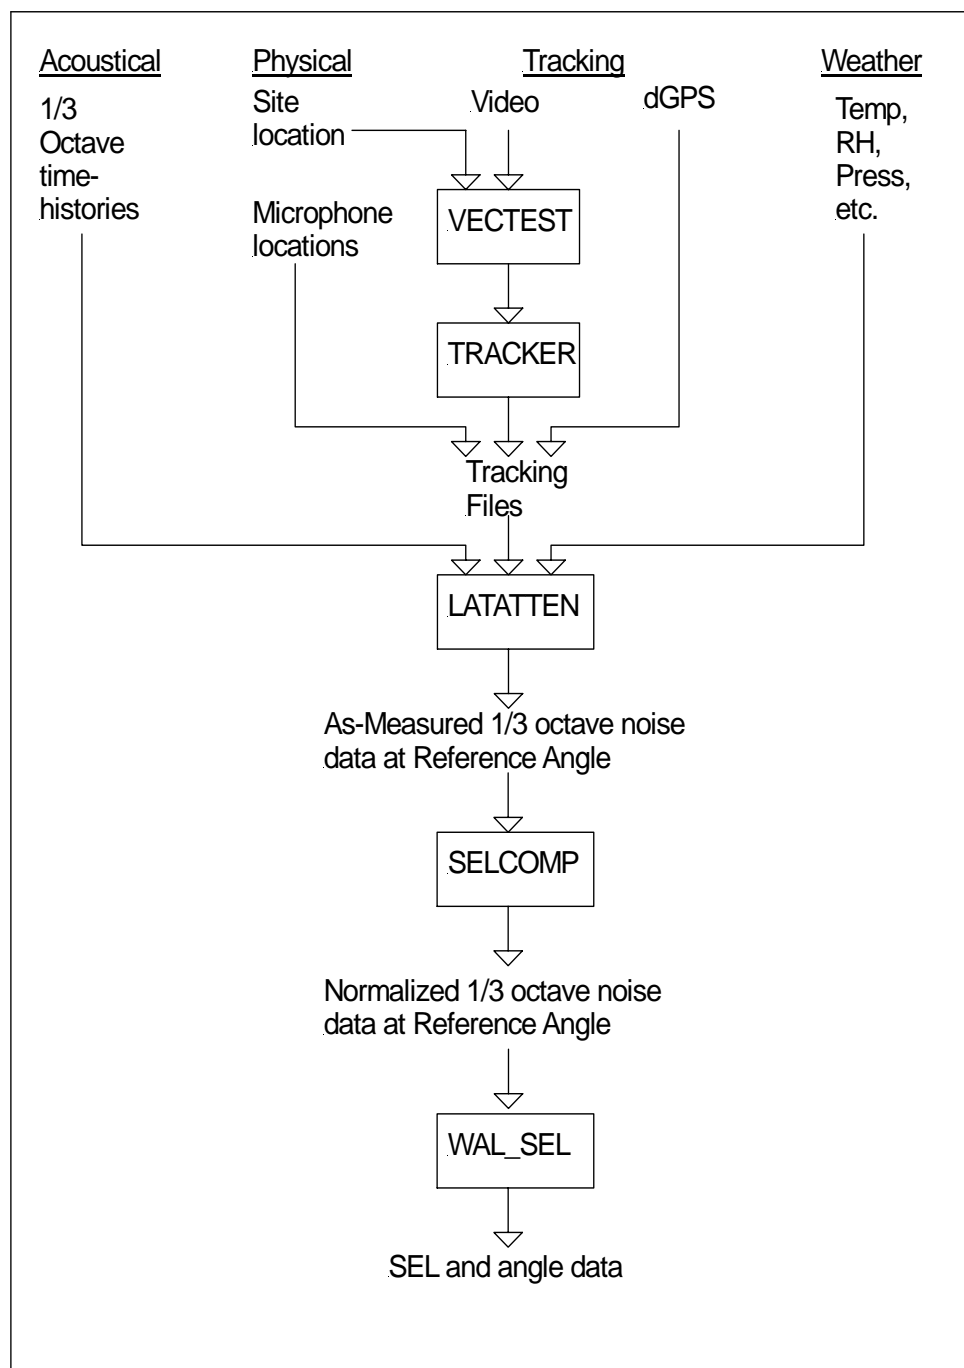 Acoustical
Physical
Tracking
Weather
1/3
Octave
time-
histories
Site
location
Microphone
locations
Video
dGPS
Temp,
RH,
Press,
etc.
VECTEST
TRACKER
Tracking
Files
LATATTEN
As-Measured 1/3 octave noise
data at Reference Angle
SELCOMP
Normalized 1/3 octave noise
data at Reference Angle
WAL_SEL
SEL and angle data